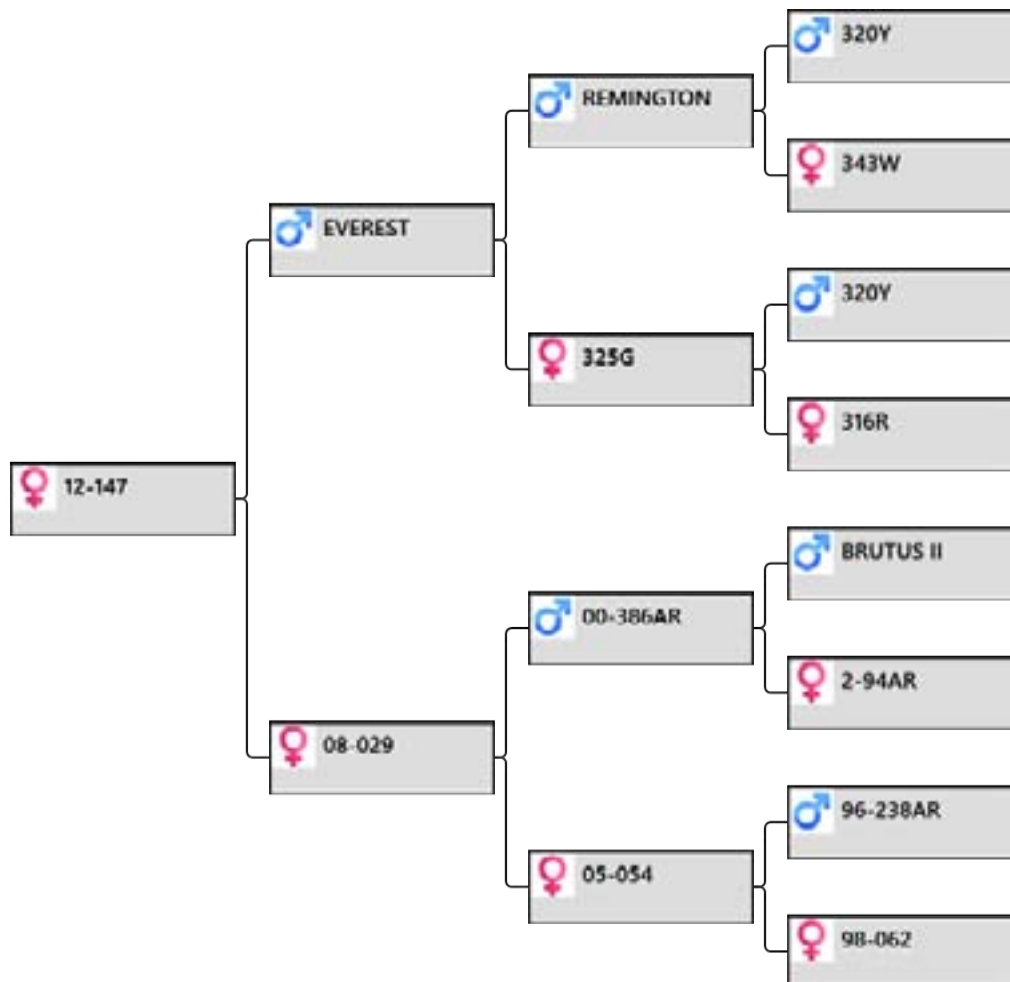 320Y
REMINGTON
343W
EVEREST
320Y
325G
316R
12-147
BRUTUS II
00-386AR
2-94AR
08-029
96-238AR
05-054
98-062